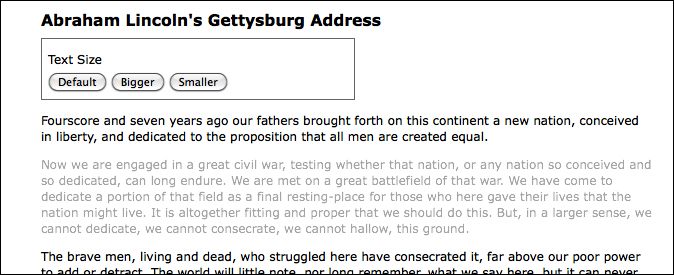 Abraham Lincoln's Gettysburg Address
Text Size
Default Bigger Smaller
Fourscore and seven years ago our fathers brought forth on this continent a new nation, conceived
in liberty, and dedicated to the proposition that all men are created equal.
Now we are engaged in a great civil war, testing whether that nation, or any nation so conceived and
so dedicated, can long endure. We are met on a great battlefield of that war. We have come to
dedicate a portion of that field as a final resting-place for those who here gave their lives that the
nation might live. It is altogether fitting and proper that we should do this. But, in a larger sense, we
cannot dedicate, we cannot consecrate, we cannot hallow, this ground.
The brave men, living and dead, who struggled here have consecrated it, far above our poor power
to add or detract. The world will little note, nor long remember, what we say here, but it can never